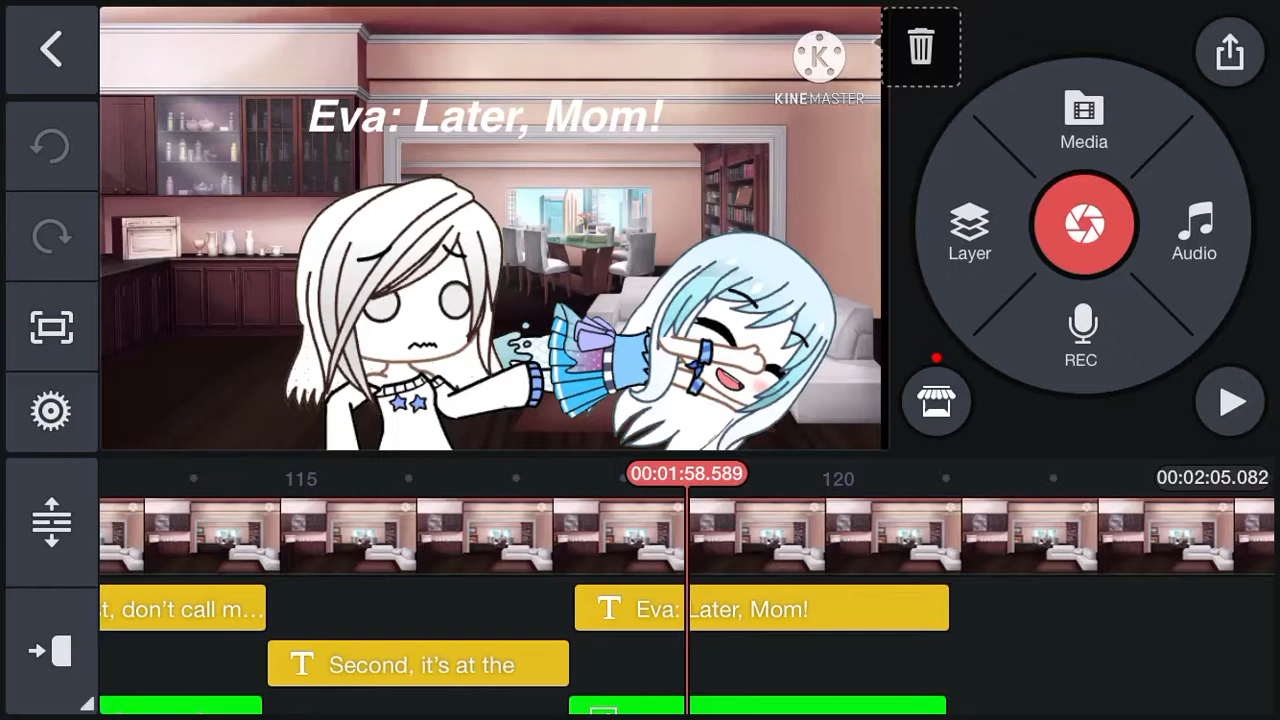 Eva: Later, Mom!
K
KINEMASTER
Media
Layer
Audio
REC
115
00:01:58.589
120
00:02:05.082
t, don't call m...
T Eva: Later, Mom!
T Second, it's at the